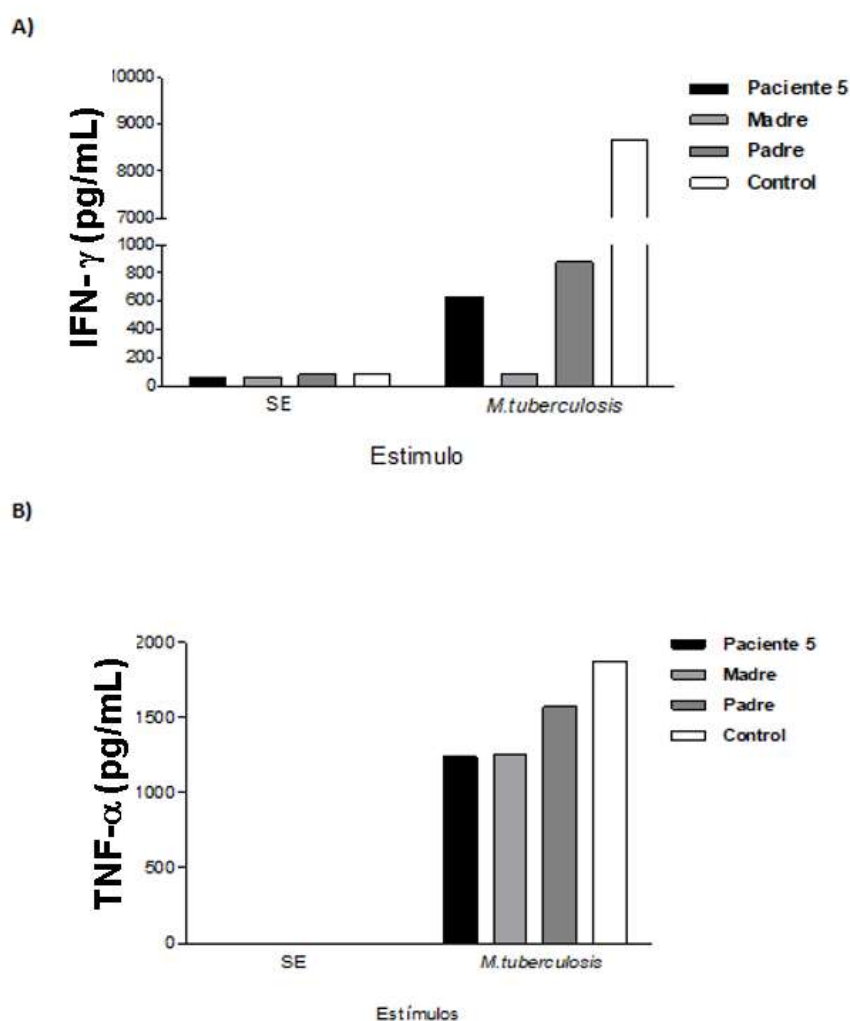 A)
IFN-γ (pg/mL)
10000
9000
8000
7000
1000
800
600
400
200
0
SE
M.tuberculosis
Estimulo
Paciente 5
Madre
Padre
Control
B)
TNF-α (pg/mL)
2000
1500
1000
500
0
SE
M.tuberculosis
Estímulos
Paciente 5
Madre
Padre
Control